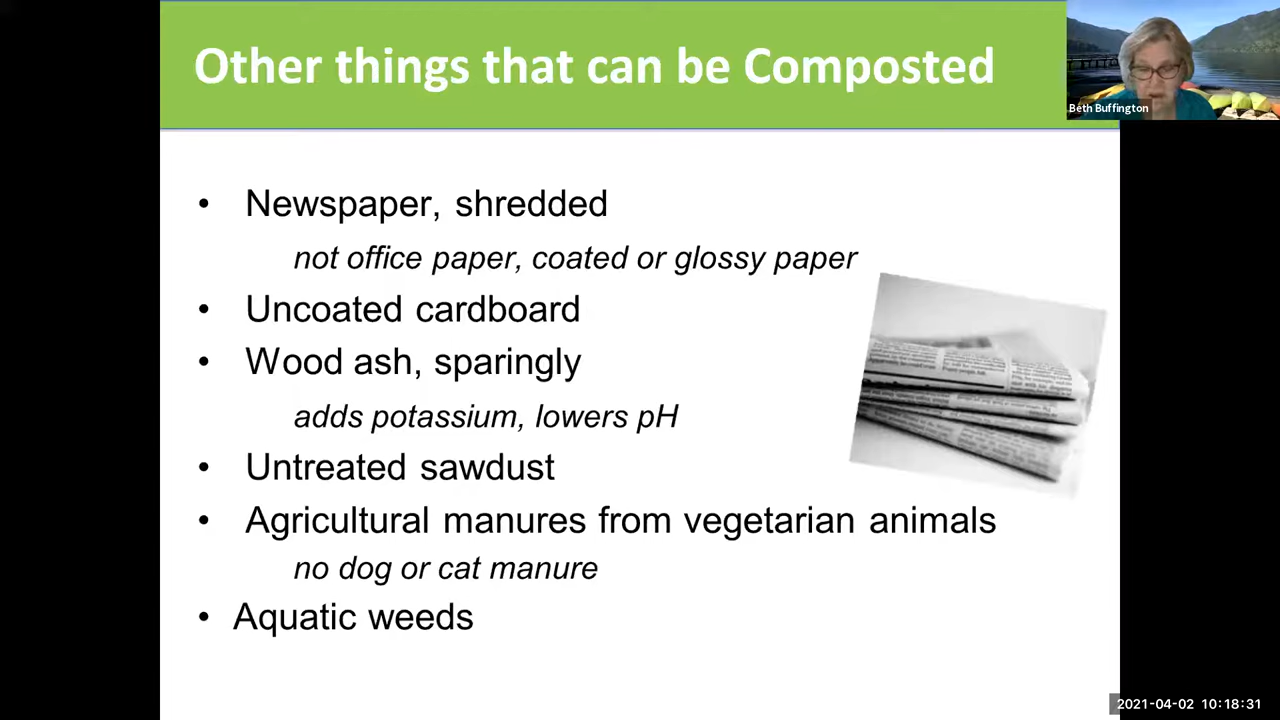 Other things that can be Composted
Beth Buffington
• Newspaper, shredded
not office paper, coated or glossy paper
• Uncoated cardboard
• Wood ash, sparingly
adds potassium, lowers pH
• Untreated sawdust
• Agricultural manures from vegetarian animals
no dog or cat manure
• Aquatic weeds
2021-04-02 10:18:31